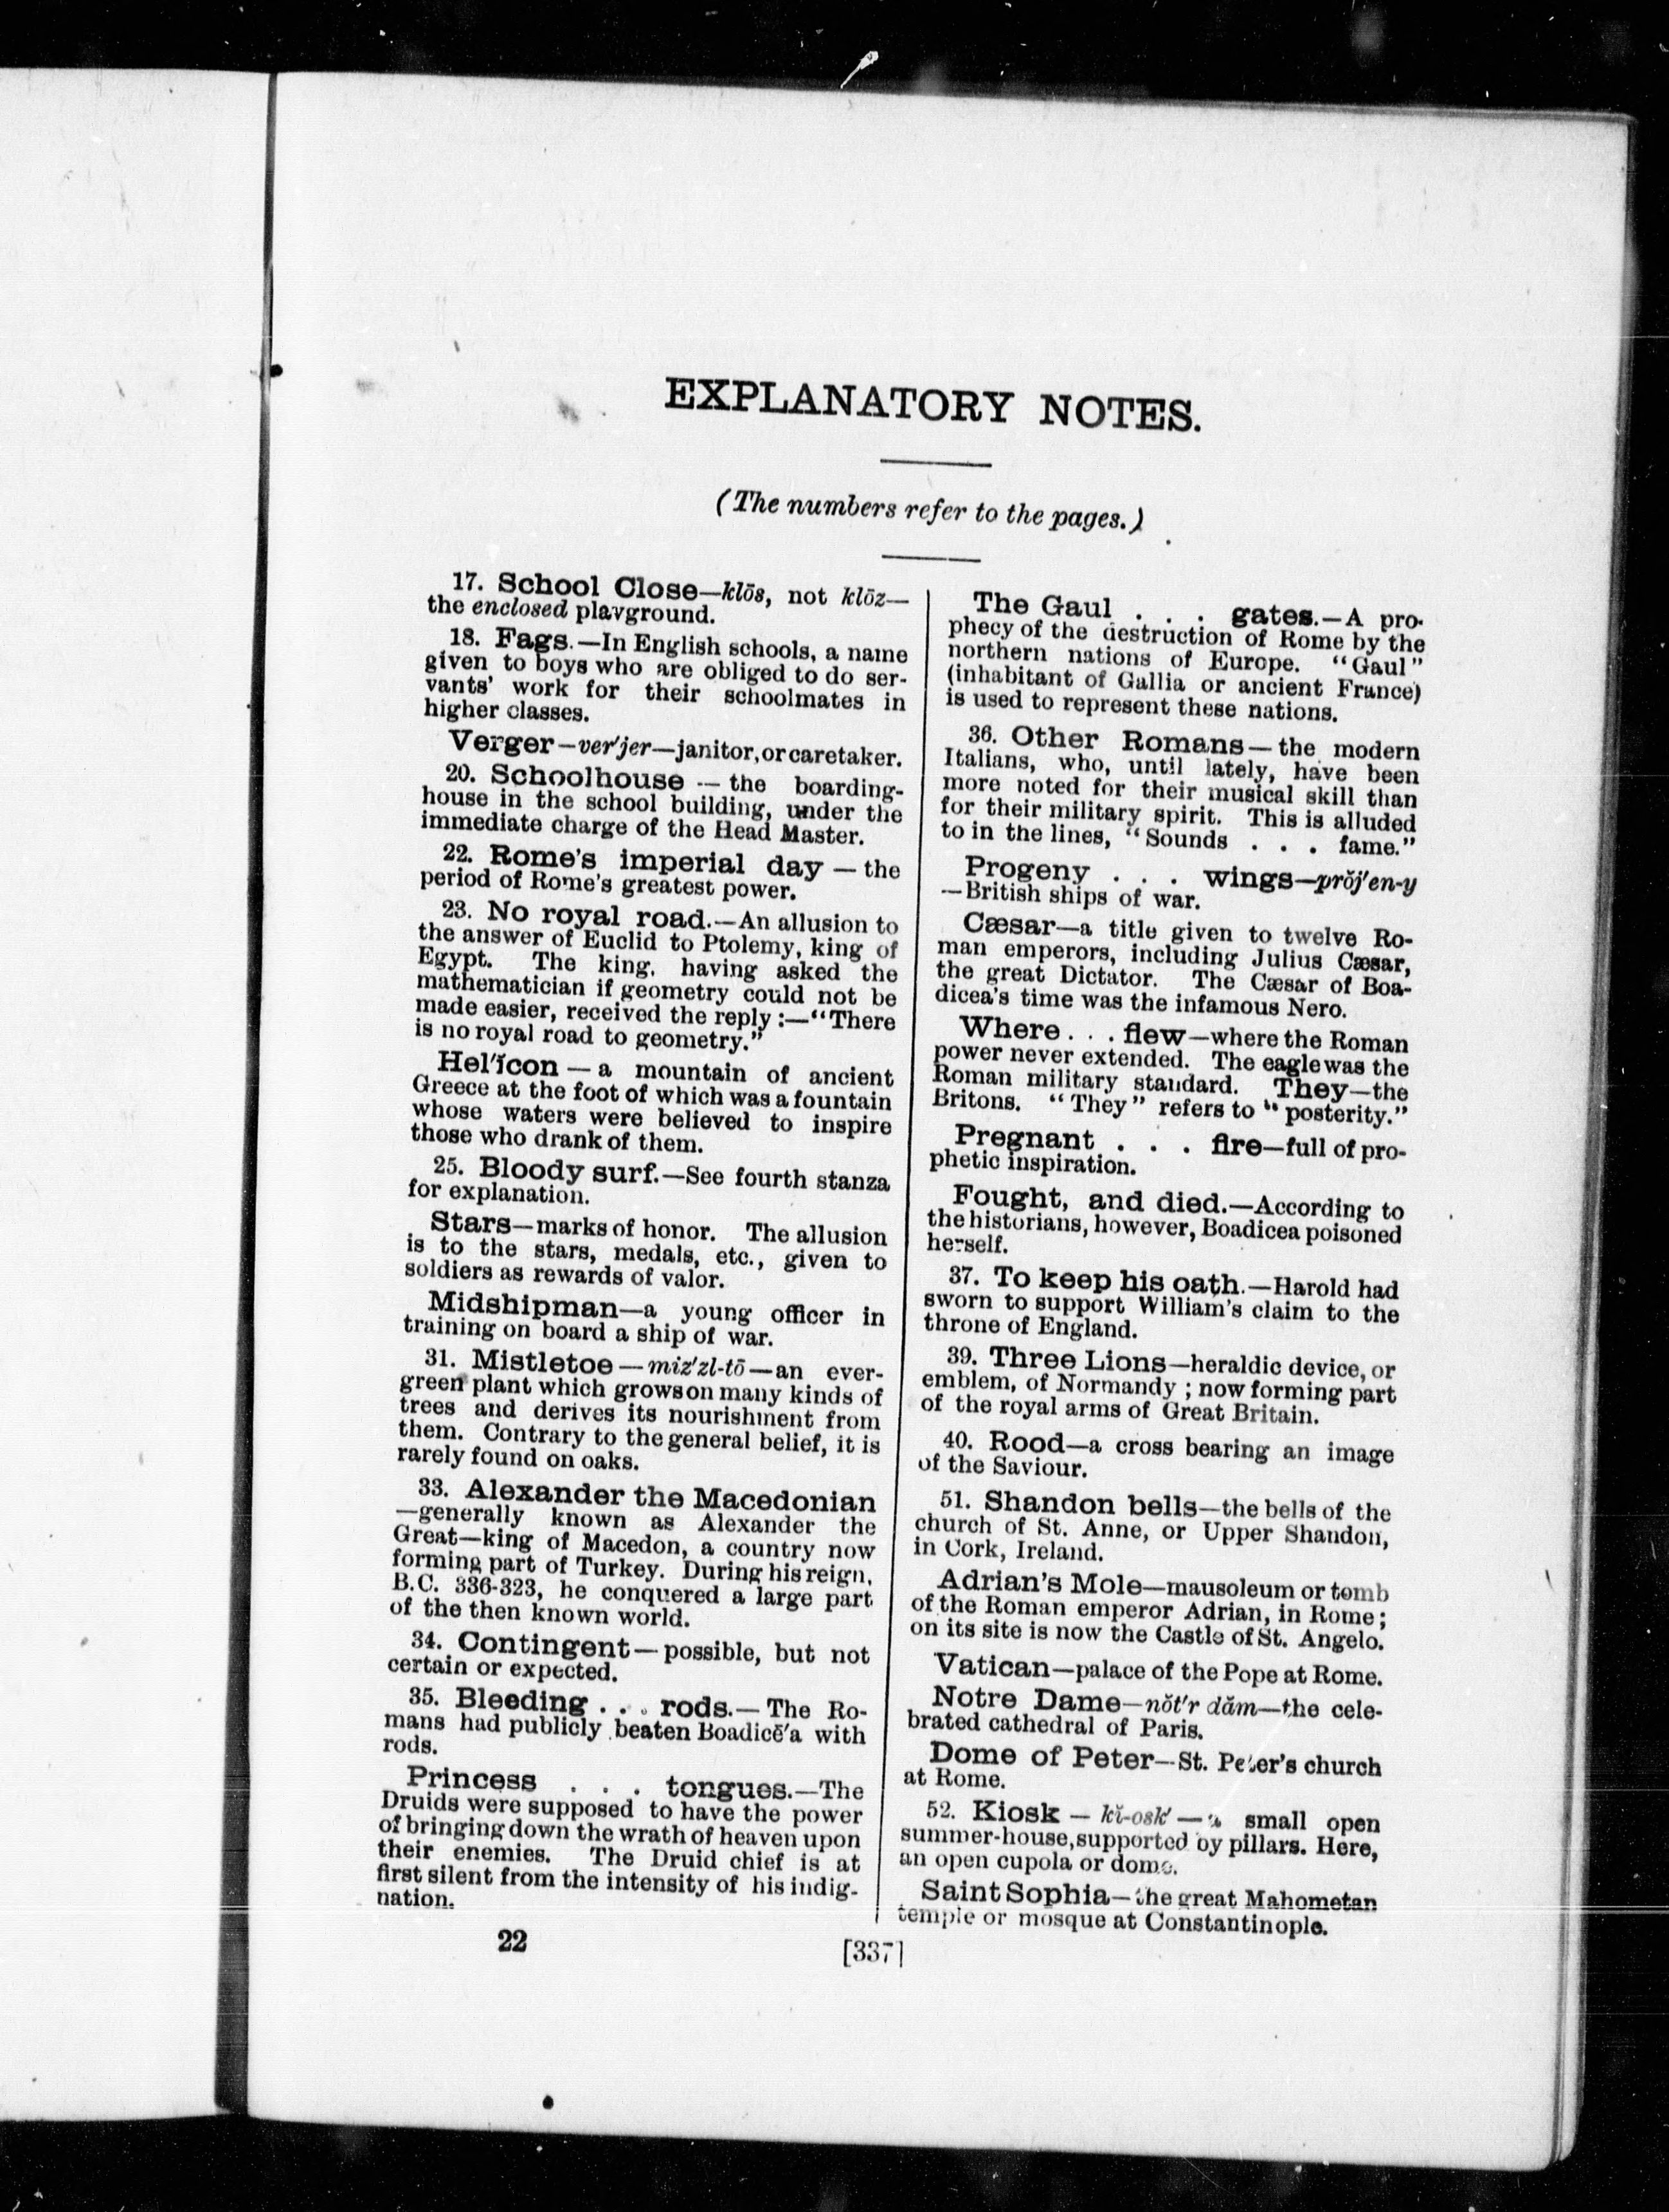 EXPLANATORY NOTES.
(The numbers refer to the pages.)
17. School Close—klōs, not klōz—
the enclosed playground.
18. Fags.—In English schools, a name
given to boys who are obliged to do ser-
vants' work for their schoolmates in
higher classes.
Verger—ver'jer—janitor, or caretaker.
20. Schoolhouse — the boarding-
house in the school building, under the
immediate charge of the Head Master.
22. Rome's imperial day — the
period of Rome's greatest power.
23. No royal road.—An allusion to
the answer of Euclid to Ptolemy, king of
Egypt. The king, having asked the
mathematician if geometry could not be
made easier, received the reply :—"There
is no royal road to geometry."
Hel'ĭcon — a mountain of ancient
Greece at the foot of which was a fountain
whose waters were believed to inspire
those who drank of them.
25. Bloody surf.—See fourth stanza
for explanation.
Stars—marks of honor. The allusion
is to the stars, medals, etc., given to
soldiers as rewards of valor.
Midshipman—a young officer in
training on board a ship of war.
31. Mistletoe—miz'zl-tō—an ever-
green plant which grows on many kinds of
trees and derives its nourishment from
them. Contrary to the general belief, it is
rarely found on oaks.
33. Alexander the Macedonian
—generally known as Alexander the
Great—king of Macedon, a country now
forming part of Turkey. During his reign,
B.C. 336-323, he conquered a large part
of the then known world.
34. Contingent—possible, but not
certain or expected.
35. Bleeding . . . rods.—The Ro-
mans had publicly beaten Boadicē'a with
rods.
Princess . . . tongues.—The
Druids were supposed to have the power
of bringing down the wrath of heaven upon
their enemies. The Druid chief is at
first silent from the intensity of his indig-
nation.
The Gaul . . . gates.—A pro-
phecy of the destruction of Rome by the
northern nations of Europe. "Gaul"
(inhabitant of Gallia or ancient France)
is used to represent these nations.
36. Other Romans—the modern
Italians, who, until lately, have been
more noted for their musical skill than
for their military spirit. This is alluded
to in the lines, "Sounds . . . fame."
Progeny . . . wings—prŏj'en-y
—British ships of war.
Cæsar—a title given to twelve Ro-
man emperors, including Julius Cæsar,
the great Dictator. The Cæsar of Boa-
dicea's time was the infamous Nero.
Where . . . flew—where the Roman
power never extended. The eagle was the
Roman military standard. They—the
Britons. "They" refers to "posterity."
Pregnant . . . fire—full of pro-
phetic inspiration.
Fought, and died.—According to
the historians, however, Boadicea poisoned
herself.
37. To keep his oath.—Harold had
sworn to support William's claim to the
throne of England.
39. Three Lions—heraldic device, or
emblem, of Normandy ; now forming part
of the royal arms of Great Britain.
40. Rood—a cross bearing an image
of the Saviour.
51. Shandon bells—the bells of the
church of St. Anne, or Upper Shandon,
in Cork, Ireland.
Adrian's Mole—mausoleum or tomb
of the Roman emperor Adrian, in Rome ;
on its site is now the Castle of St. Angelo.
Vatican—palace of the Pope at Rome.
Notre Dame—nŏt'r dăm—the cele-
brated cathedral of Paris.
Dome of Peter—St. Peter's church
at Rome.
52. Kiosk — kĭ-osk' — a small open
summer-house, supported by pillars. Here,
an open cupola or dome.
Saint Sophia—the great Mahometan
temple or mosque at Constantinople.
22
[337]